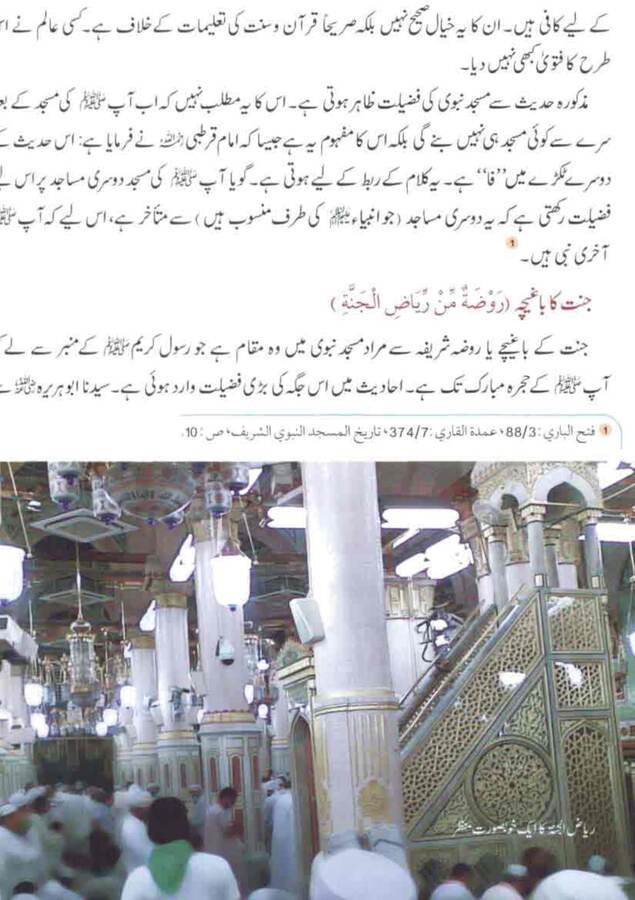 کے لیے کافی ہیں۔ ان کا یہ خیال صحیح نہیں بلکہ صریحاً قرآن و سنت کی تعلیمات کے خلاف ہے۔ کسی عالم نے
طرح کا فتویٰ کبھی نہیں دیا۔
مذکورہ حدیث سے مسجد نبوی کی فضیلت ظاہر ہوتی ہے۔ اس کا یہ مطلب نہیں کہ اب آپ ﷺ کی مسجد کے
سرے سے کوئی مسجد ہی نہیں بنے گی بلکہ اس کا مفہوم یہ ہے جیسا کہ امام قرطبی رحمہ اللہ نے فرمایا ہے: اس حدیث
دوسرے ٹکڑے میں ’’فا‘‘ ہے۔ یہ کلام کے ربط کے لیے ہوتی ہے۔ گویا آپ ﷺ کی مسجد دوسری مساجد پر اس
فضیلت رکھتی ہے کہ یہ دوسری مساجد (جو انبیاء علیہم السلام کی طرف منسوب ہیں) سے متأخر ہے، اس لیے کہ آپ ﷺ
آخری نبی ہیں۔ 1
جنت کا باغیچہ (رَوْضَةٌ مِّنْ رِّيَاضِ الْجَنَّةِ)
جنت کے باغیچے یا روضہ شریفہ سے مراد مسجد نبوی میں وہ مقام ہے جو رسول کریم ﷺ کے منبر سے لے
آپ ﷺ کے حجرہ مبارک تک ہے۔ احادیث میں اس جگہ کی بڑی فضیلت وارد ہوئی ہے۔ سیدنا ابو ہریرہ رضی اللہ عنہ
1 فتح الباري: 88/3، عمدة القاري: 374/7، تاريخ المسجد النبوي الشريف، ص: 10.
ریاض الجنۃ کا ایک خوبصورت منظر